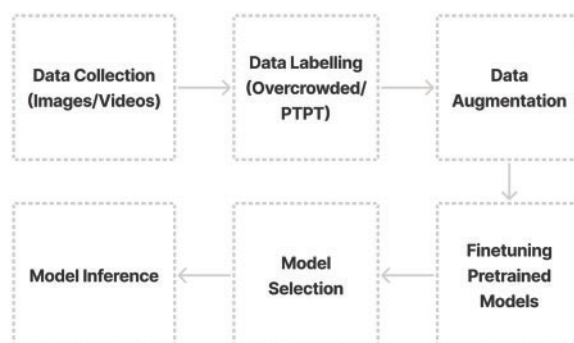 Data Collection
(Images/Videos)
Data Labelling
(Overcrowded/
PTPT)
Data
Augmentation
Finetuning
Pretrained
Models
Model
Selection
Model Inference